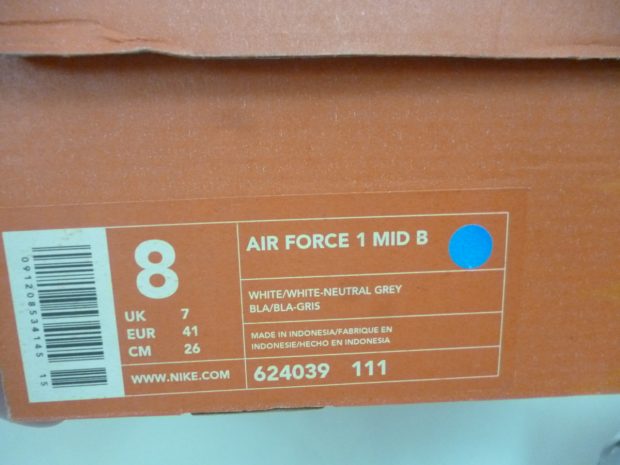 091208534145
15
8
UK 7
EUR 41
CM 26
WWW.NIKE.COM
AIR FORCE 1 MID B
WHITE/WHITE-NEUTRAL GREY
BLA/BLA-GRIS
MADE IN INDONESIA/FABRIQUE EN
INDONESIE/HECHO EN INDONESIA
624039 111